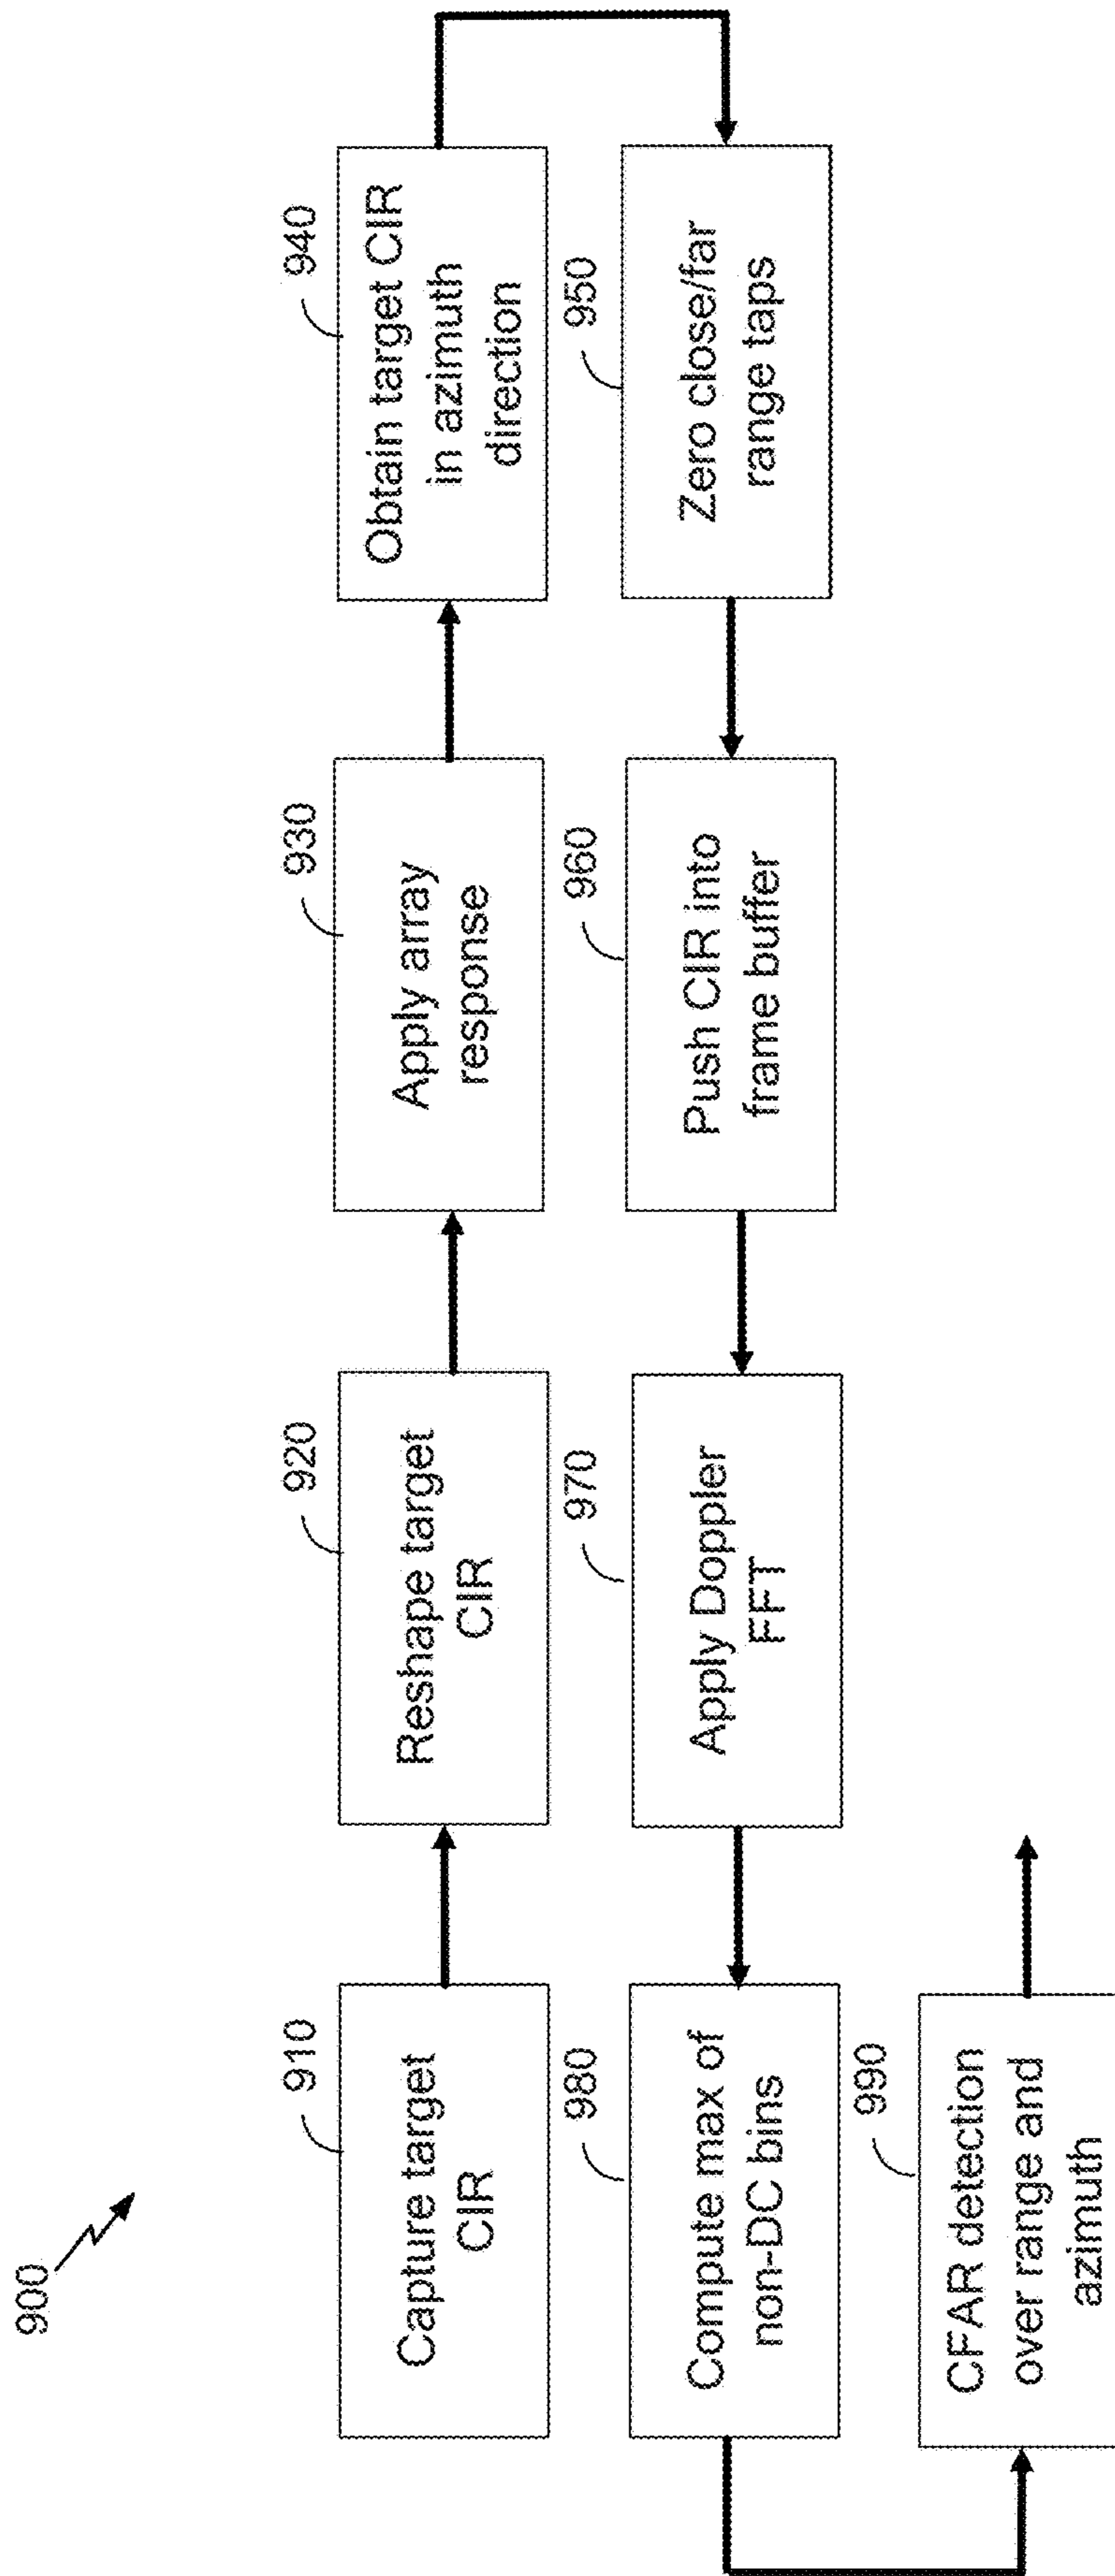 900
910
Capture target
CIR
920
Reshape target
CIR
930
Apply array
response
940
Obtain target CIR
in azimuth
direction
950
Zero close/far
range taps
960
Push CIR into
frame buffer
970
Apply Doppler
FFT
980
Compute max of
non-DC bins
990
CFAR detection
over range and
azimuth